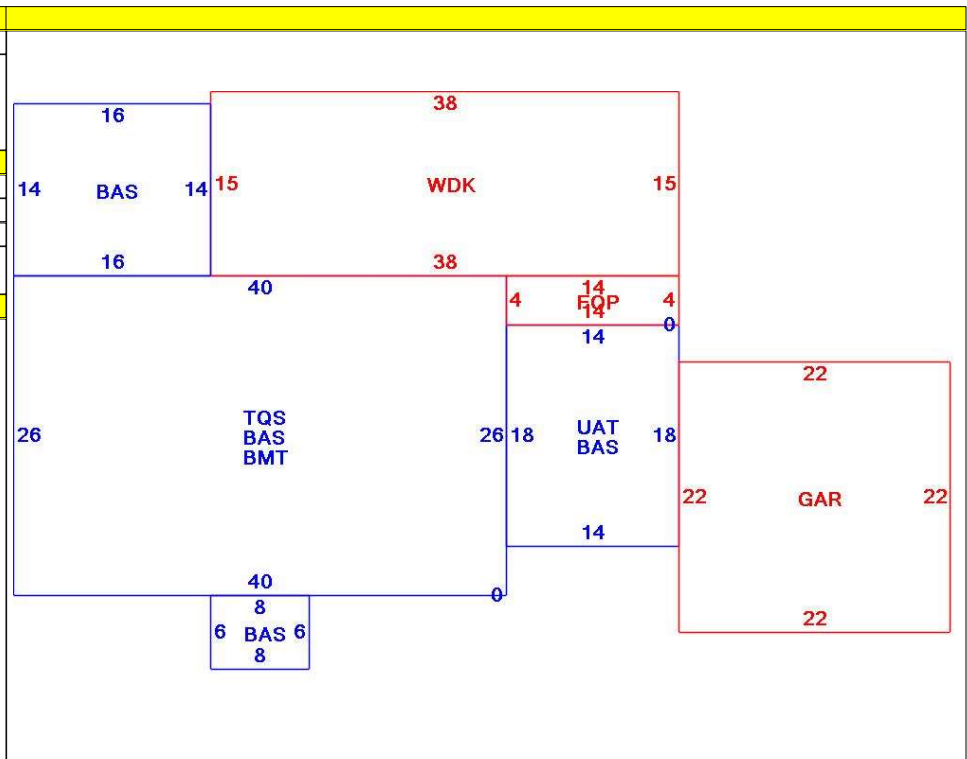 38
16
14 BAS 14 15 WDK 15
16 38
40 14
4 FOP 4
14
0
14
22
TQS
BAS
BMT
26 26 18 UAT 18
BAS
22 GAR 22
14
40 0
8
6 BAS 6
8
22